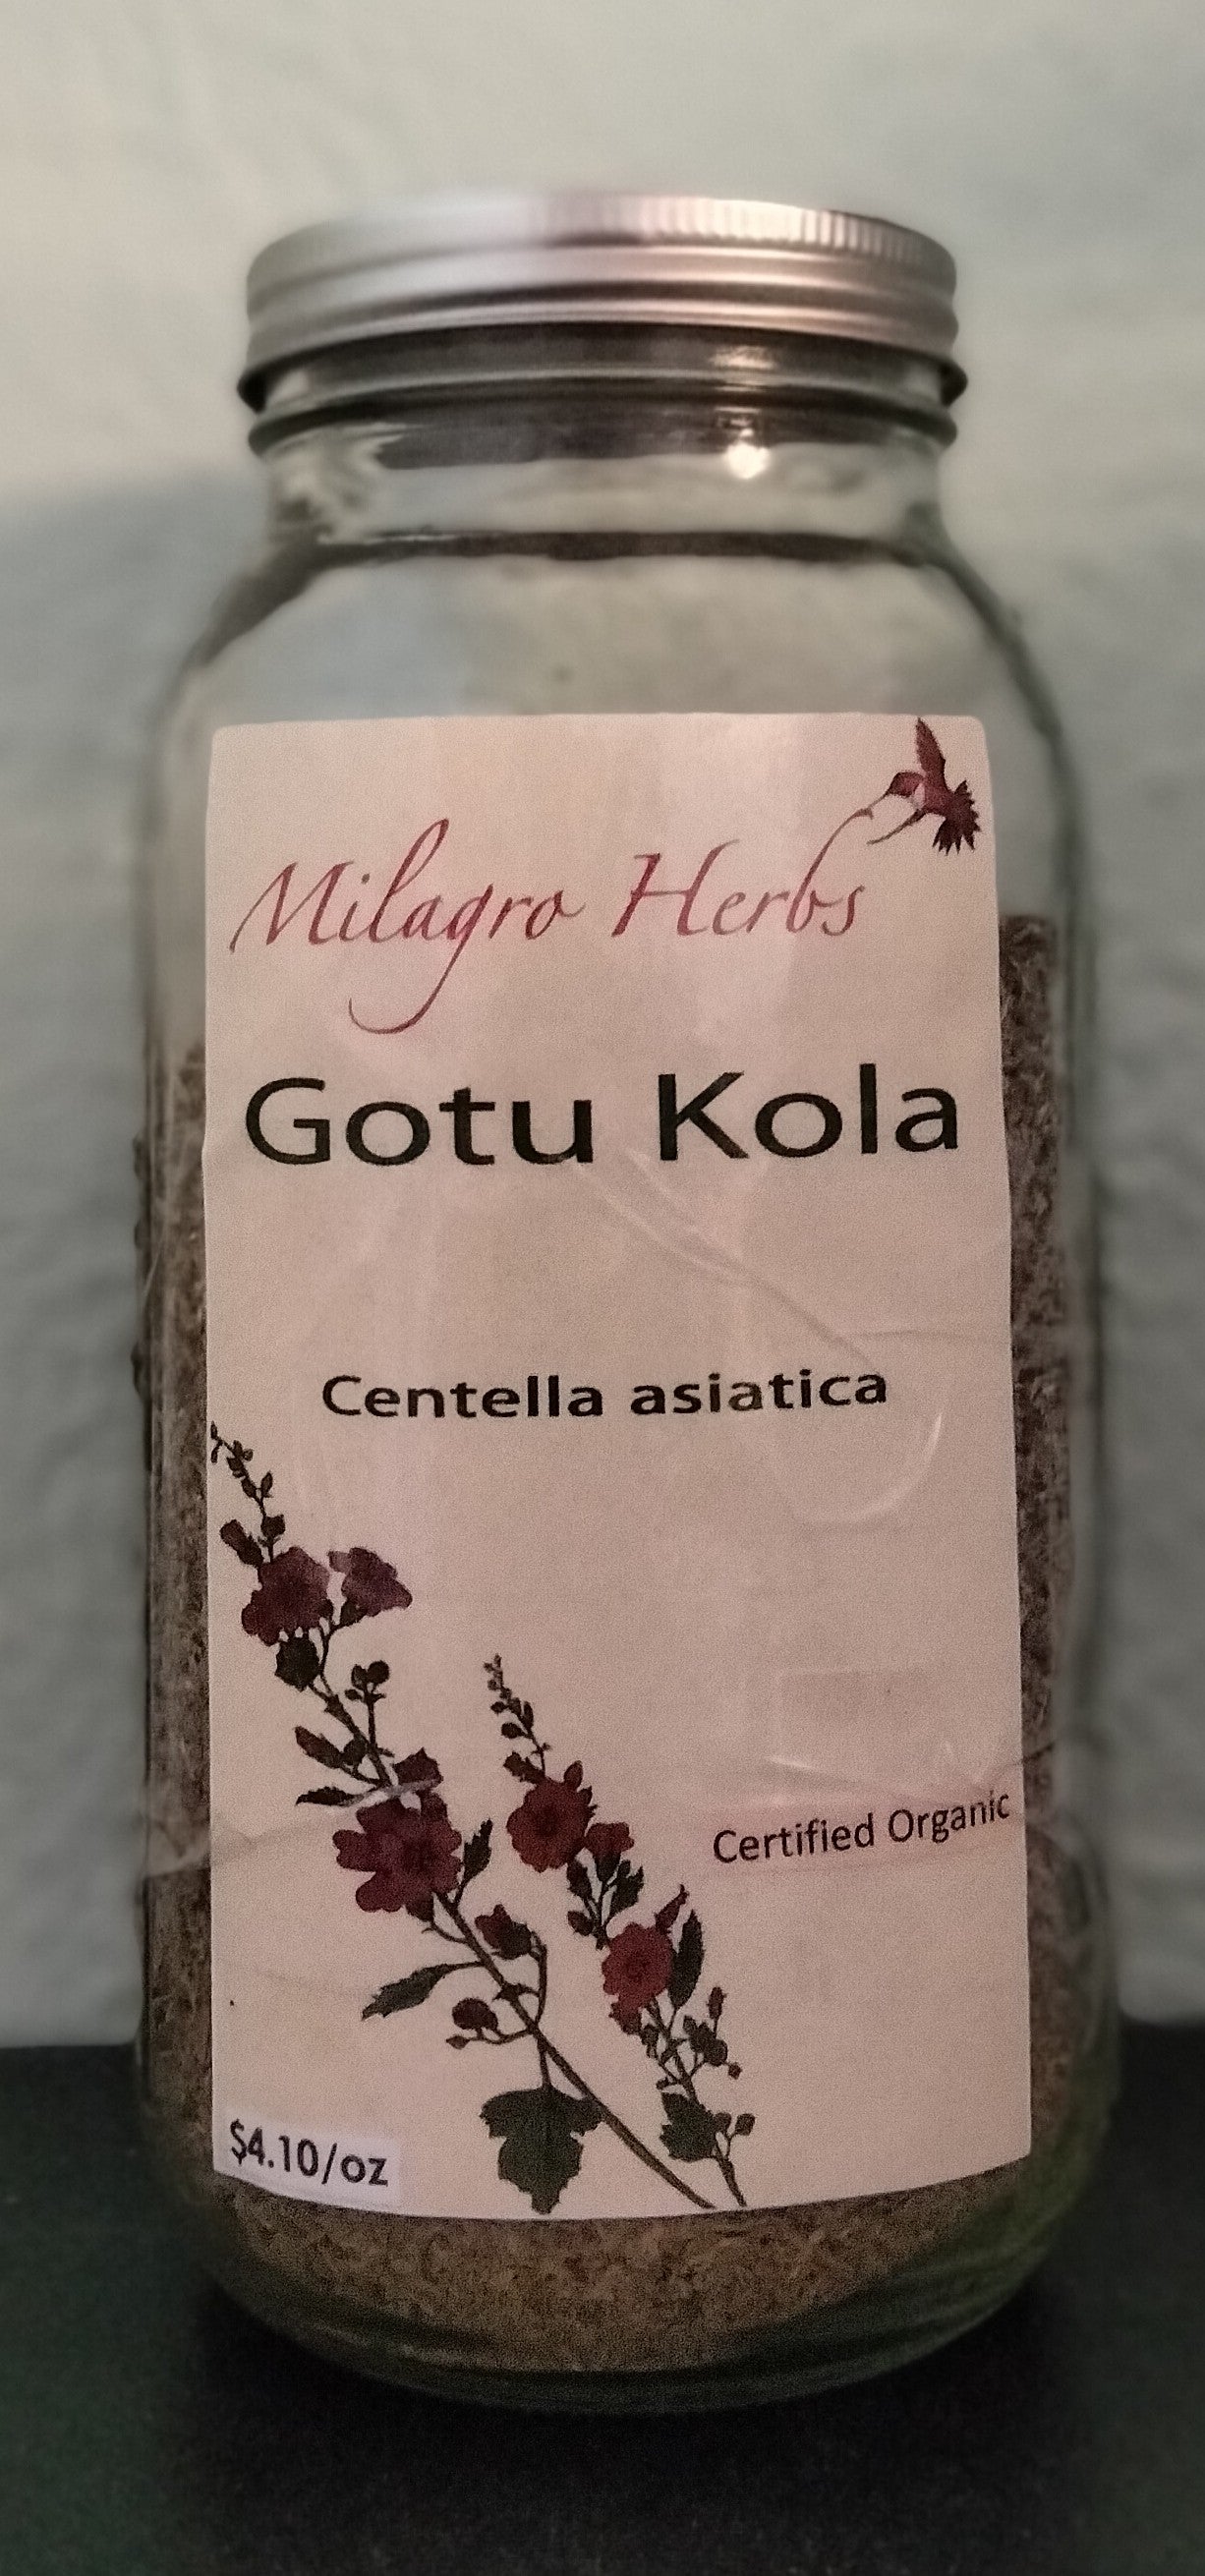 Milagro Herbs
Gotu Kola
Centella asiatica
Certified Organic
$4.10/oz